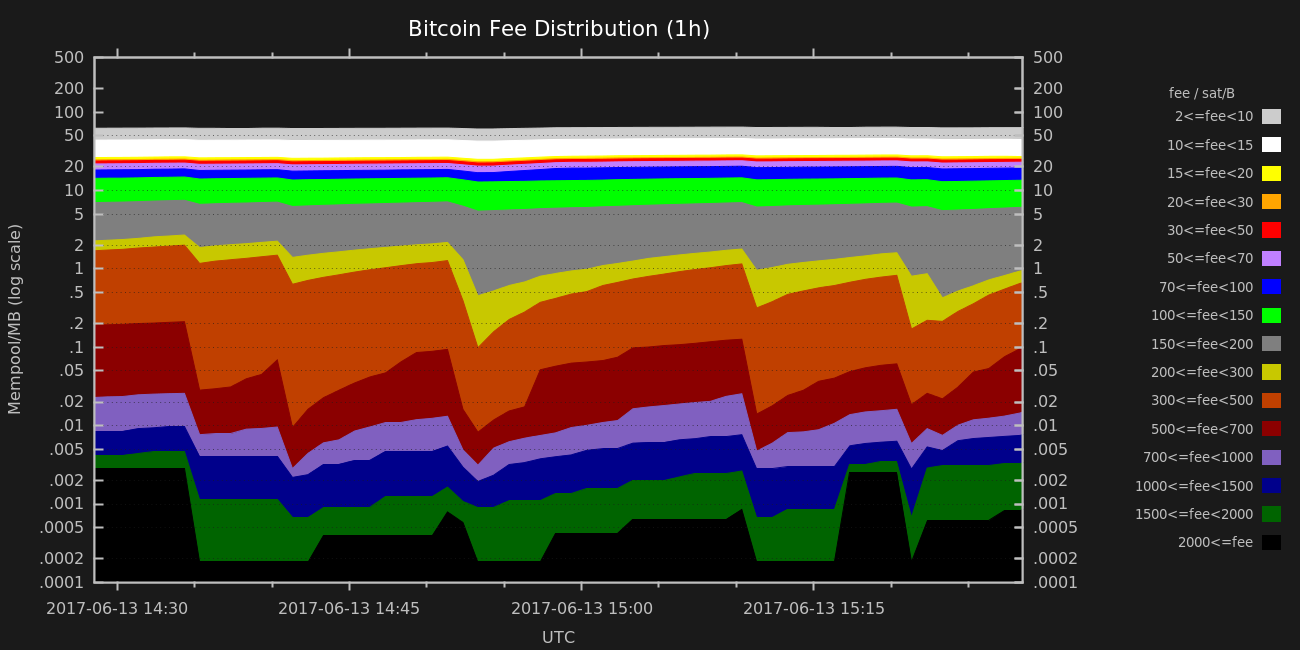 Bitcoin Fee Distribution (1h)
500 500
200 200
100 100
50 50
20 20
10 10
5 5
2 2
1 1
.5 .5
.2 .2
.1 .1
.05 .05
.02 .02
.01 .01
.005 .005
.002 .002
.001 .001
.0005 .0005
.0002 .0002
.0001 .0001
Mempool/MB (log scale)
2017-06-13 14:30 2017-06-13 14:45 2017-06-13 15:00 2017-06-13 15:15
UTC
fee / sat/B
2<=fee<10
10<=fee<15
15<=fee<20
20<=fee<30
30<=fee<50
50<=fee<70
70<=fee<100
100<=fee<150
150<=fee<200
200<=fee<300
300<=fee<500
500<=fee<700
700<=fee<1000
1000<=fee<1500
1500<=fee<2000
2000<=fee